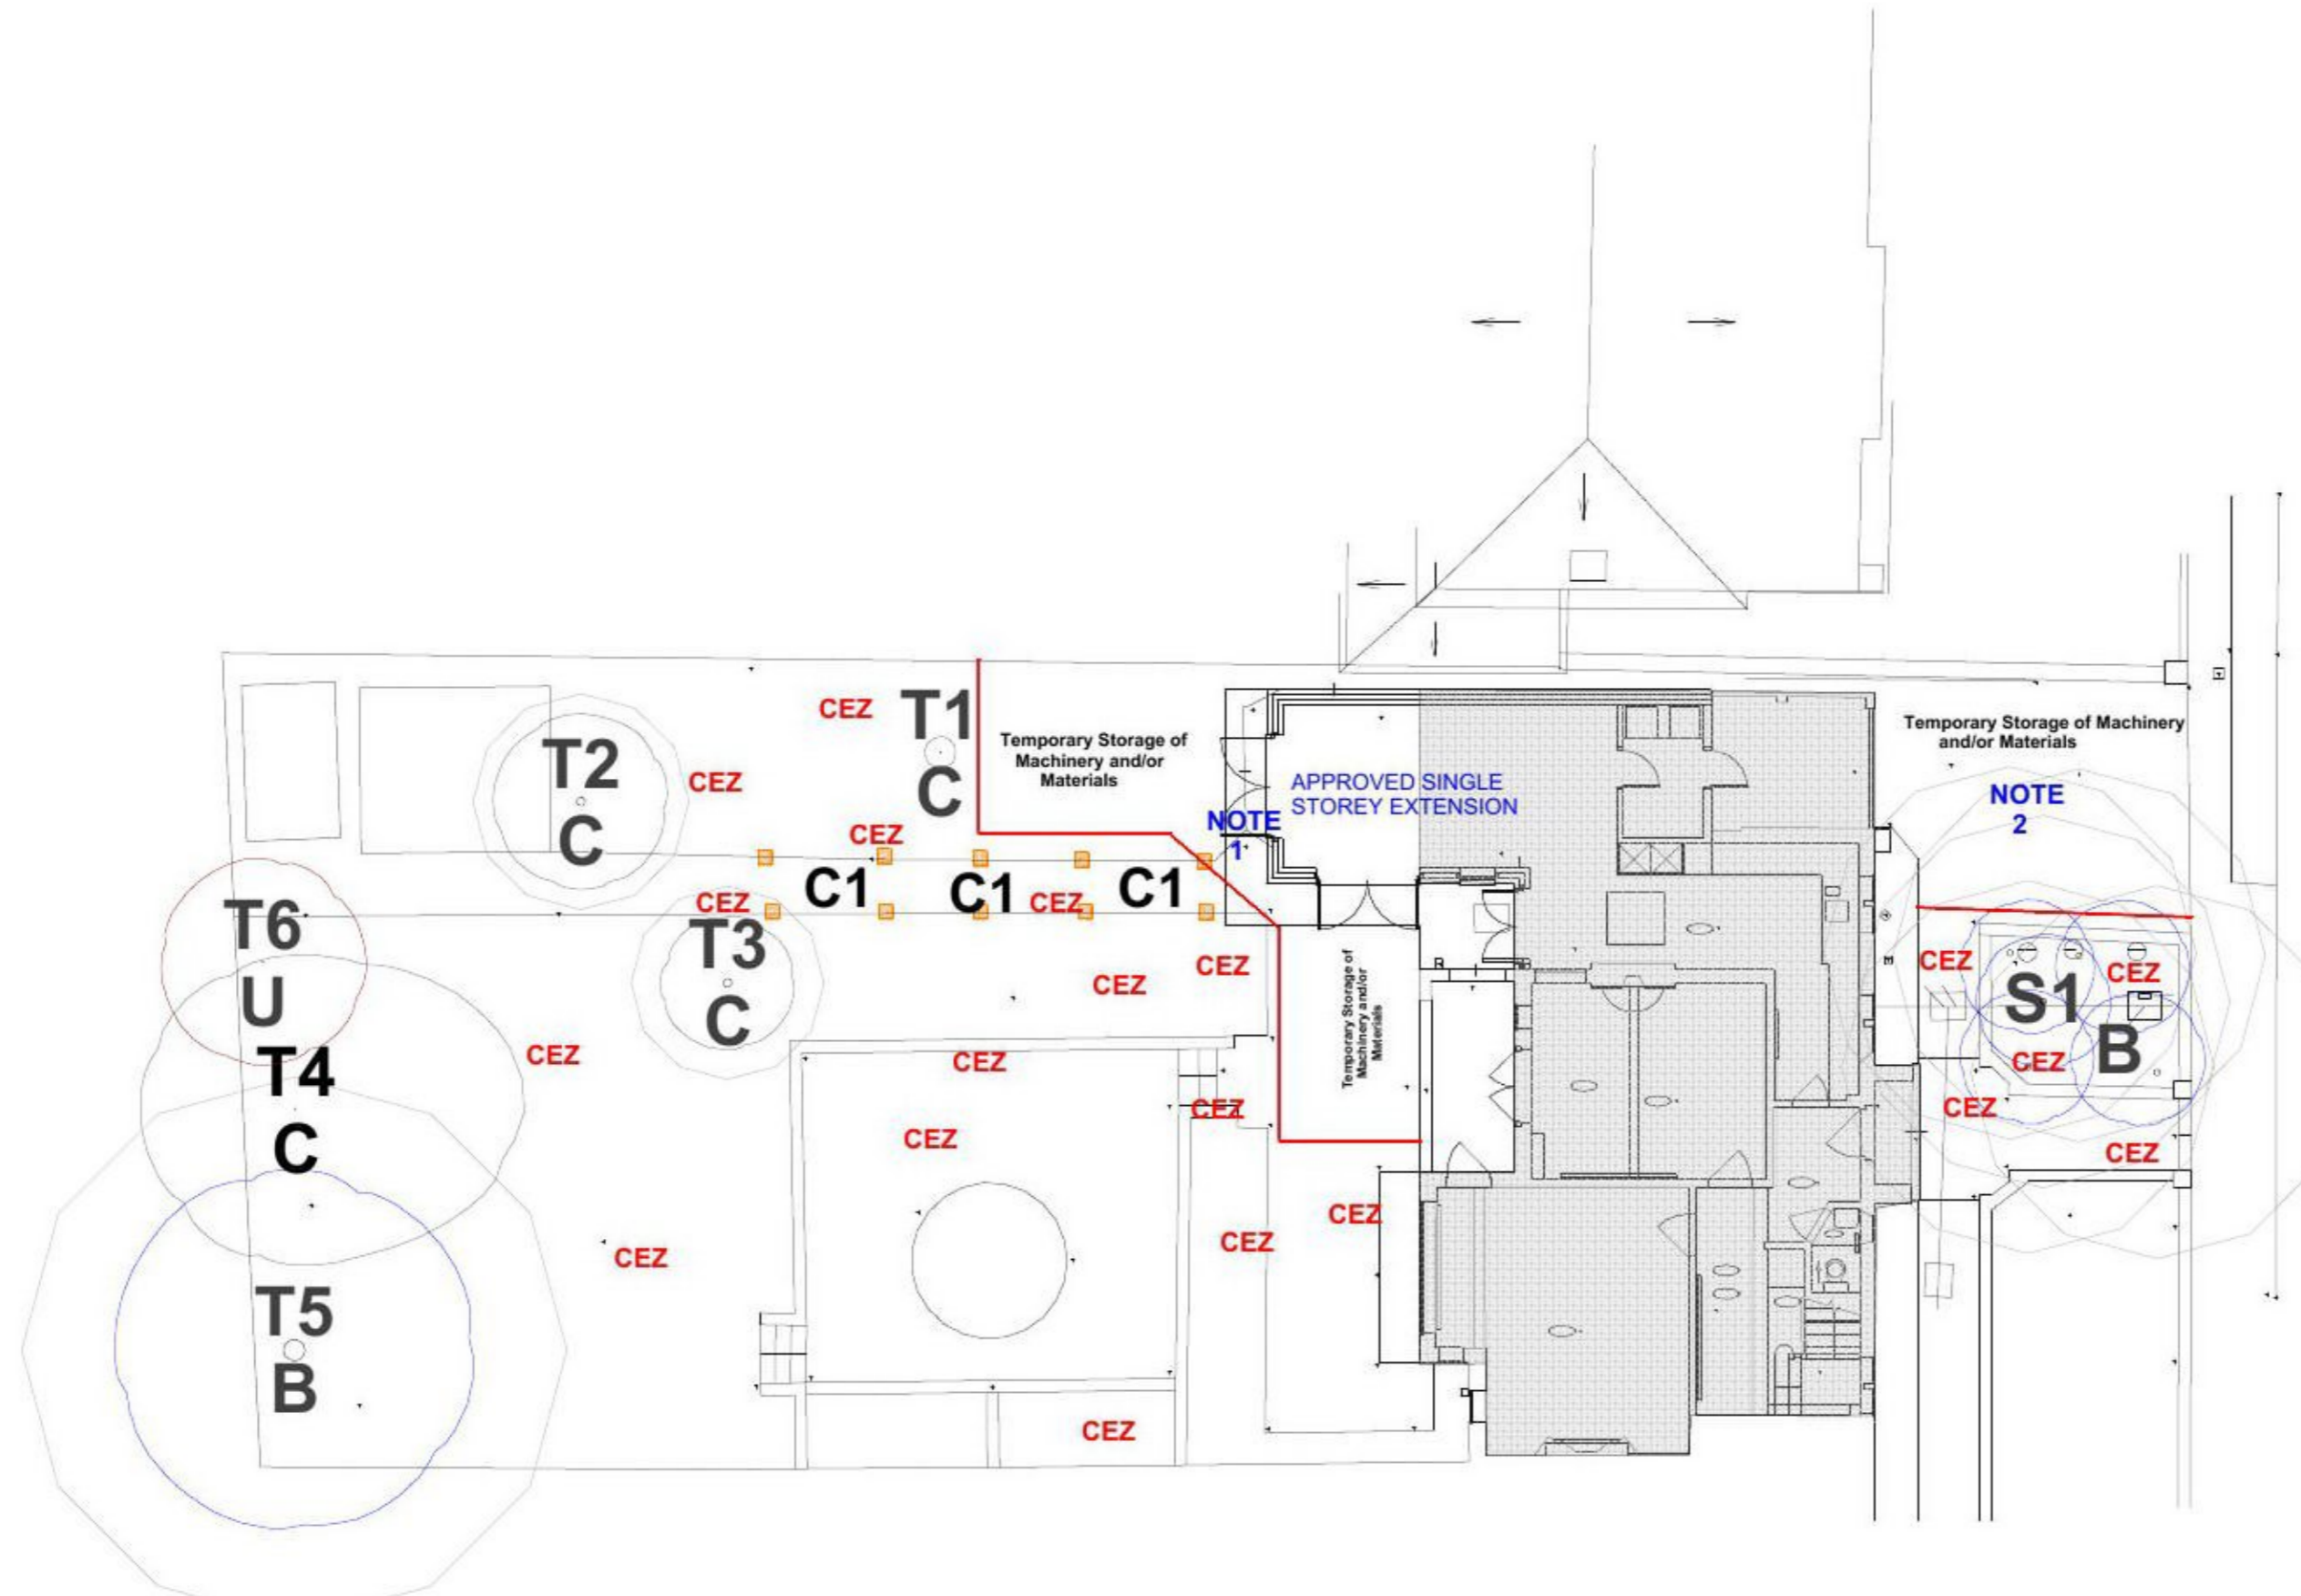 CEZ
T1
C
Temporary Storage of
Machinery and/or
Materials
Temporary Storage of Machinery
and/or Materials
T2
C
CEZ
APPROVED SINGLE
STOREY EXTENSION
NOTE
1
NOTE
2
CEZ
C1
C1
C1
CEZ
CEZ
T6
U
T3
C
CEZ
CEZ
Temporary Storage of
Machinery and/or
Materials
CEZ
CEZ
S1
B
CEZ
CEZ
CEZ
T4
C
CEZ
CEZ
CEZ
CEZ
CEZ
CEZ
CEZ
CEZ
T5
B
CEZ